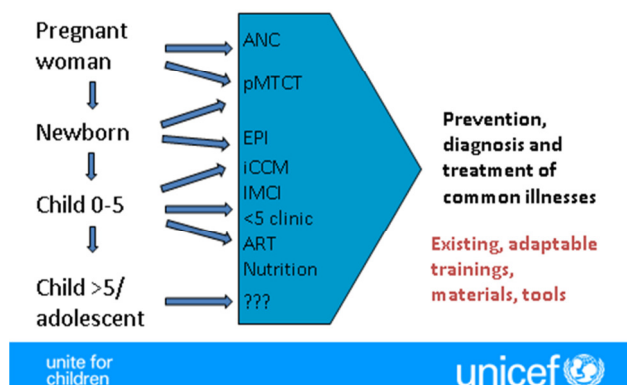 Pregnant
woman
Newborn
Child 0-5
Child >5/
adolescent
ANC
pMTCT
EPI
iCCM
IMCI
<5 clinic
ART
Nutrition
???
Prevention,
diagnosis and
treatment of
common illnesses
Existing, adaptable
trainings,
materials, tools
unite for
children
unicef